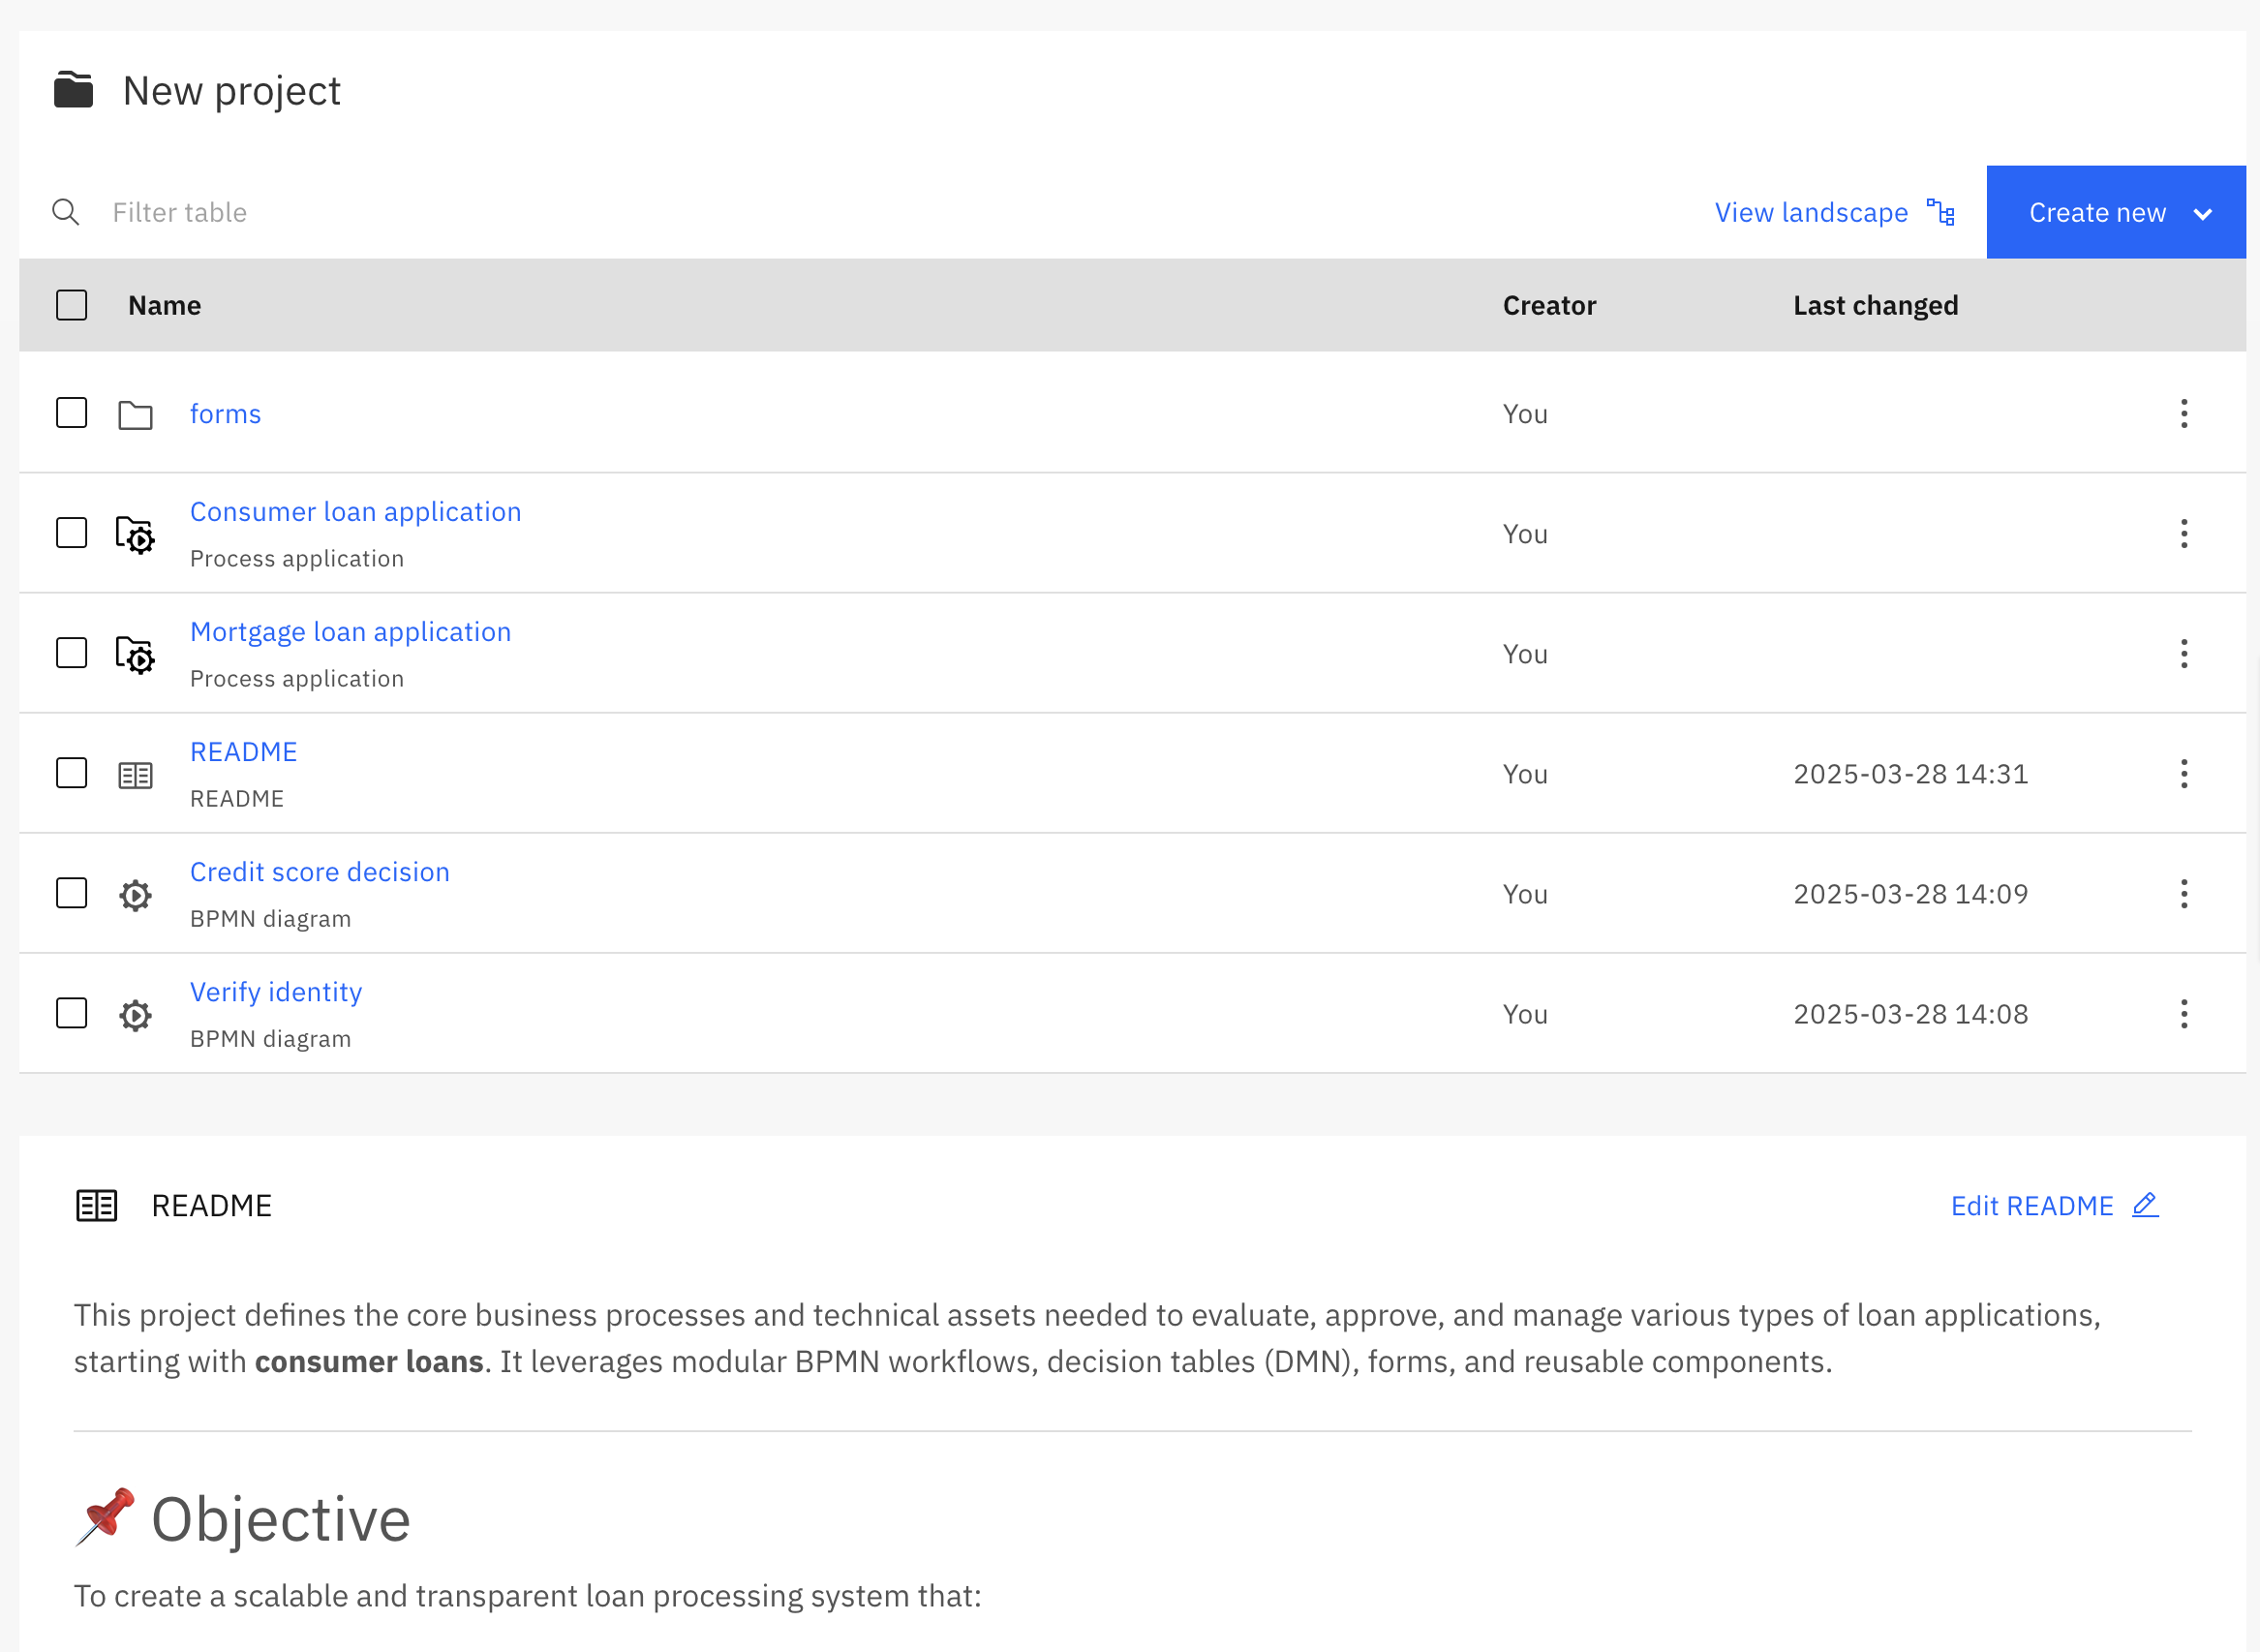 New project
Filter table
View landscape
Create new
Name Creator Last changed
forms You
Consumer loan application
Process application
You
Mortgage loan application
Process application
You
README
README
You 2025-03-28 14:31
Credit score decision
BPMN diagram
You 2025-03-28 14:09
Verify identity
BPMN diagram
You 2025-03-28 14:08
README
Edit README
This project defines the core business processes and technical assets needed to evaluate, approve, and manage various types of loan applications,
starting with consumer loans. It leverages modular BPMN workflows, decision tables (DMN), forms, and reusable components.
Objective
To create a scalable and transparent loan processing system that: